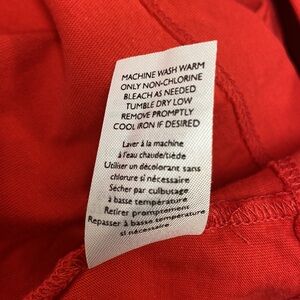 MACHINE WASH WARM
ONLY NON-CHLORINE
BLEACH AS NEEDED
TUMBLE DRY LOW
REMOVE PROMPTLY
COOL IRON IF DESIRED
Laver à la machine
à l'eau chaude/tiède
Utiliser un décolorant sans
chlorure si nécessaire
Sécher par culbutage
à basse température
Retirer promptement
Repasser à basse température
si nécessaire